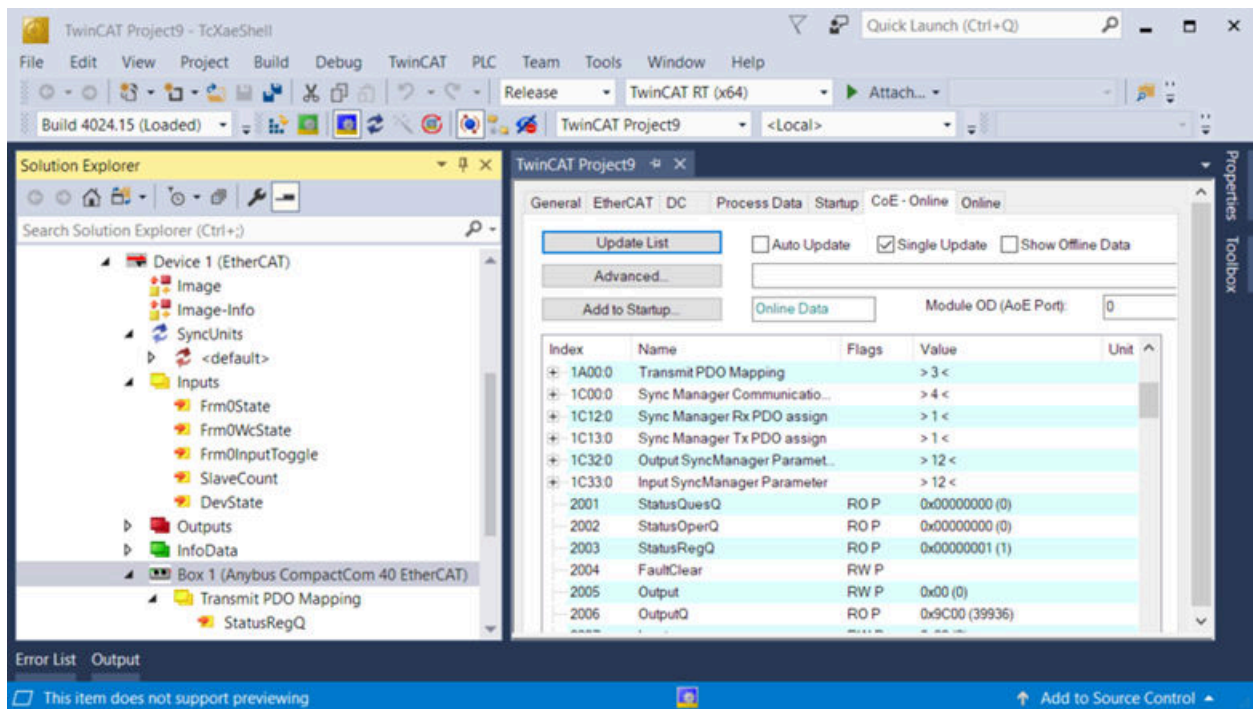 TwinCAT Project9 - TcXaeShell
Quick Launch (Ctrl+Q)
File Edit View Project Build Debug TwinCAT PLC Team Tools Window Help
Release TwinCAT RT (x64) Attach...
Build 4024.15 (Loaded) TwinCAT Project9 <Local>
Solution Explorer
Search Solution Explorer (Ctrl+;)
Device 1 (EtherCAT)
Image
Image-Info
SyncUnits
<default>
Inputs
Frm0State
Frm0WcState
Frm0InputToggle
SlaveCount
DevState
Outputs
InfoData
Box 1 (Anybus CompactCom 40 EtherCAT)
Transmit PDO Mapping
StatusRegQ
TwinCAT Project9
General EtherCAT DC Process Data Startup CoE - Online Online
Update List Auto Update Single Update Show Offline Data
Advanced...
Add to Startup... Online Data Module OD (AoE Port): 0
Index Name Flags Value Unit
1A00:0 Transmit PDO Mapping > 3 <
1C00:0 Sync Manager Communicatio... > 4 <
1C12:0 Sync Manager Rx PDO assign > 1 <
1C13:0 Sync Manager Tx PDO assign > 1 <
1C32:0 Output SyncManager Paramet... > 12 <
1C33:0 Input SyncManager Parameter > 12 <
2001 StatusQuesQ RO P 0x00000000 (0)
2002 StatusOperQ RO P 0x00000000 (0)
2003 StatusRegQ RO P 0x00000001 (1)
2004 FaultClear RW P
2005 Output RW P 0x00 (0)
2006 OutputQ RO P 0x9C00 (39936)
Properties
Toolbox
Error List Output
This item does not support previewing
Add to Source Control